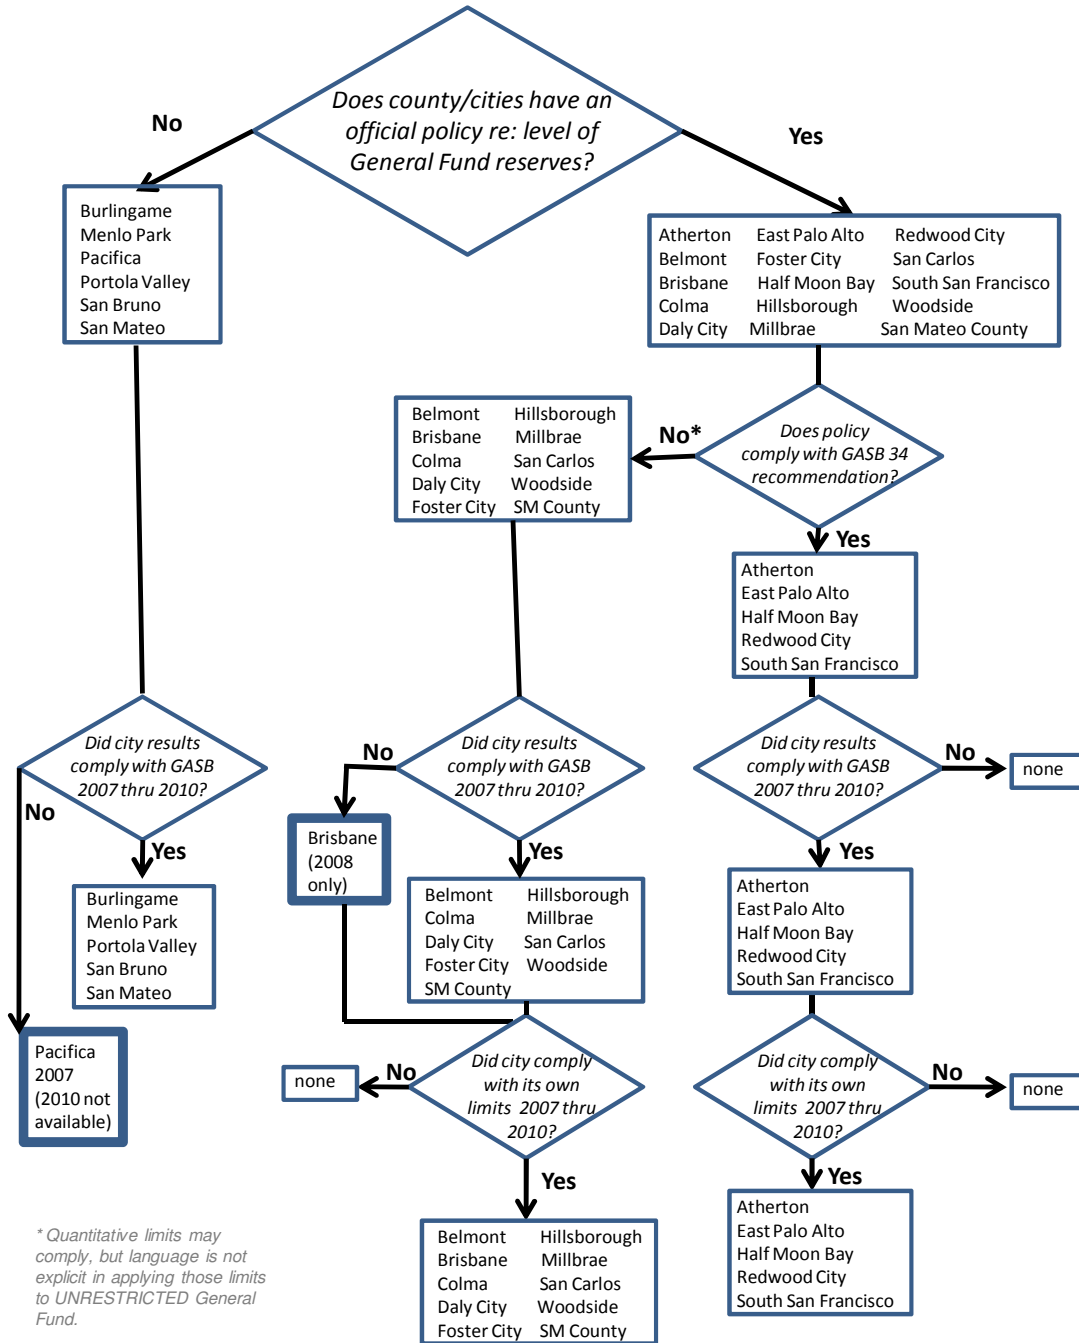 Does county/cities have an
official policy re: level of
General Fund reserves?
No
Yes
Burlingame
Menlo Park
Pacifica
Portola Valley
San Bruno
San Mateo
Atherton East Palo Alto Redwood City
Belmont Foster City San Carlos
Brisbane Half Moon Bay South San Francisco
Colma Hillsborough Woodside
Daly City Millbrae San Mateo County
Does policy
comply with GASB 34
recommendation?
No*
Yes
Belmont Hillsborough
Brisbane Millbrae
Colma San Carlos
Daly City Woodside
Foster City SM County
Atherton
East Palo Alto
Half Moon Bay
Redwood City
South San Francisco
Did city results
comply with GASB
2007 thru 2010?
No
Yes
Burlingame
Menlo Park
Portola Valley
San Bruno
San Mateo
Pacifica
2007
(2010 not
available)
Did city results
comply with GASB
2007 thru 2010?
No
Yes
Brisbane
(2008
only)
Belmont Hillsborough
Colma Millbrae
Daly City San Carlos
Foster City Woodside
SM County
Did city results
comply with GASB
2007 thru 2010?
No
none
Yes
Atherton
East Palo Alto
Half Moon Bay
Redwood City
South San Francisco
Did city comply
with its own
limits 2007 thru
2010?
No
none
Yes
Belmont Hillsborough
Brisbane Millbrae
Colma San Carlos
Daly City Woodside
Foster City SM County
Did city comply
with its own
limits 2007 thru
2010?
No
none
Yes
Atherton
East Palo Alto
Half Moon Bay
Redwood City
South San Francisco
* Quantitative limits may
comply, but language is not
explicit in applying those limits
to UNRESTRICTED General
Fund.